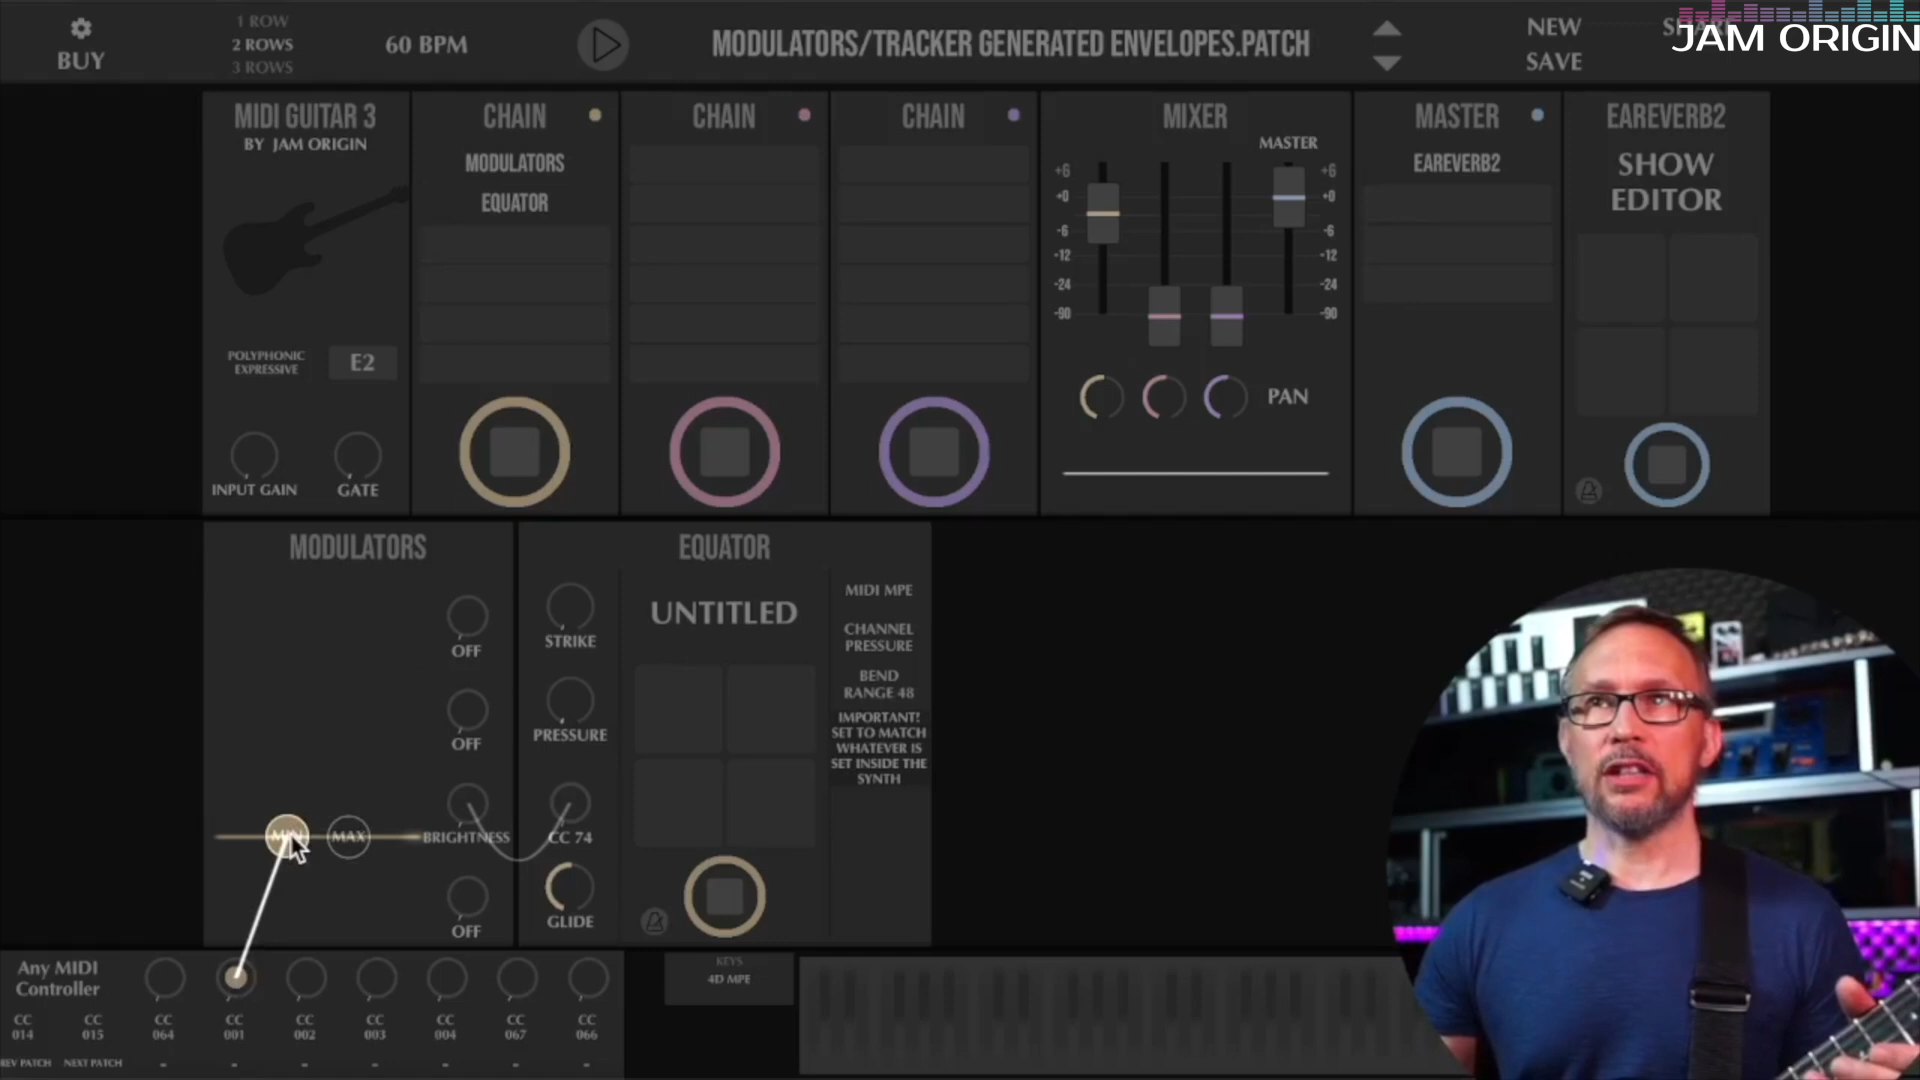 BUY
1 ROW
2 ROWS
3 ROWS
60 BPM
MODULATORS/TRACKER GENERATED ENVELOPES.PATCH
NEW
SAVE
JAM ORIGIN
MIDI GUITAR 3
BY JAM ORIGIN
POLYPHONIC
EXPRESSIVE
E2
INPUT GAIN
GATE
CHAIN
MODULATORS
EQUATOR
CHAIN
CHAIN
MIXER
MASTER
+6
+0
-6
-12
-24
-90
+6
+0
-6
-12
-24
-90
PAN
MASTER
EAREVERB2
EAREVERB2
SHOW
EDITOR
MODULATORS
OFF
OFF
MIN
MAX
BRIGHTNESS
OFF
EQUATOR
STRIKE
PRESSURE
CC 74
GLIDE
UNTITLED
MIDI MPE
CHANNEL
PRESSURE
BEND
RANGE 48
IMPORTANT!
SET TO MATCH
WHATEVER IS
SET INSIDE THE
SYNTH
Any MIDI
Controller
CC
014
CC
015
CC
064
CC
001
CC
002
CC
003
CC
004
CC
067
CC
066
REV PATCH
NEXT PATCH
KEYS
4D MPE